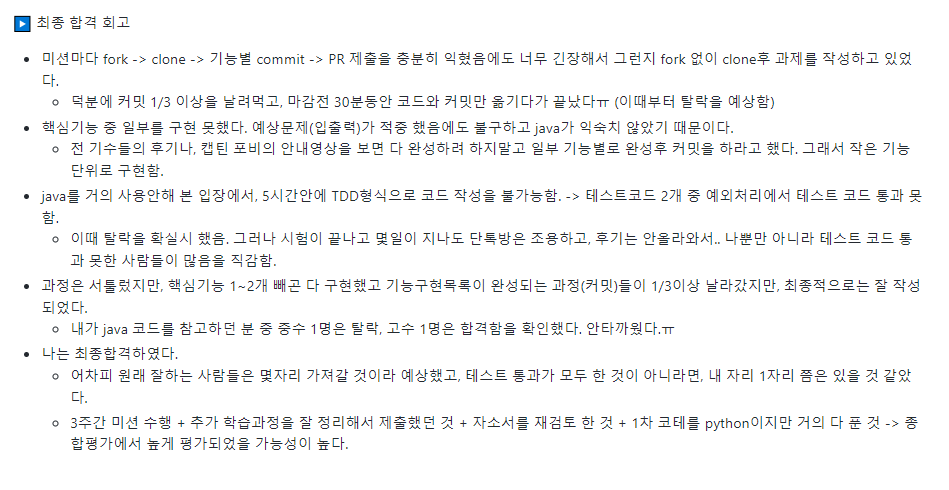 ▶ 최종 합격 회고
• 미션마다 fork -> clone -> 기능별 commit -> PR 제출을 충분히 익혔음에도 너무 긴장해서 그런지 fork 없이 clone후 과제를 작성하고 있었
다.
◦ 덕분에 커밋 1/3 이상을 날려먹고, 마감전 30분동안 코드와 커밋만 옮기다가 끝났다ㅠ (이때부터 탈락을 예상함)
• 핵심기능 중 일부를 구현 못했다. 예상문제(입출력)가 적중 했음에도 불구하고 java가 익숙치 않았기 때문이다.
◦ 전 기수들의 후기나, 캡틴 포비의 안내영상을 보면 다 완성하려 하지말고 일부 기능별로 완성후 커밋을 하라고 했다. 그래서 작은 기능
단위로 구현함.
• java를 거의 사용안해 본 입장에서, 5시간안에 TDD형식으로 코드 작성을 불가능함. -> 테스트코드 2개 중 예외처리에서 테스트 코드 통과 못
함.
◦ 이때 탈락을 확실시 했음. 그러나 시험이 끝나고 몇일이 지나도 단톡방은 조용하고, 후기는 안올라와서.. 나뿐만 아니라 테스트 코드 통
과 못한 사람들이 많음을 직감함.
• 과정은 서툴렀지만, 핵심기능 1~2개 빼곤 다 구현했고 기능구현목록이 완성되는 과정(커밋)들이 1/3이상 날라갔지만, 최종적으로는 잘 작성
되었다.
◦ 내가 java 코드를 참고하던 분 중 중수 1명은 탈락, 고수 1명은 합격함을 확인했다. 안타까웠다.ㅠ
• 나는 최종합격하였다.
◦ 어차피 원래 잘하는 사람들은 몇자리 가져갈 것이라 예상했고, 테스트 통과가 모두 한 것이 아니라면, 내 자리 1자리 쯤은 있을 것 같았
다.
◦ 3주간 미션 수행 + 추가 학습과정을 잘 정리해서 제출했던 것 + 자소서를 재검토 한 것 + 1차 코테를 python이지만 거의 다 푼 것 -> 종
합평가에서 높게 평가되었을 가능성이 높다.